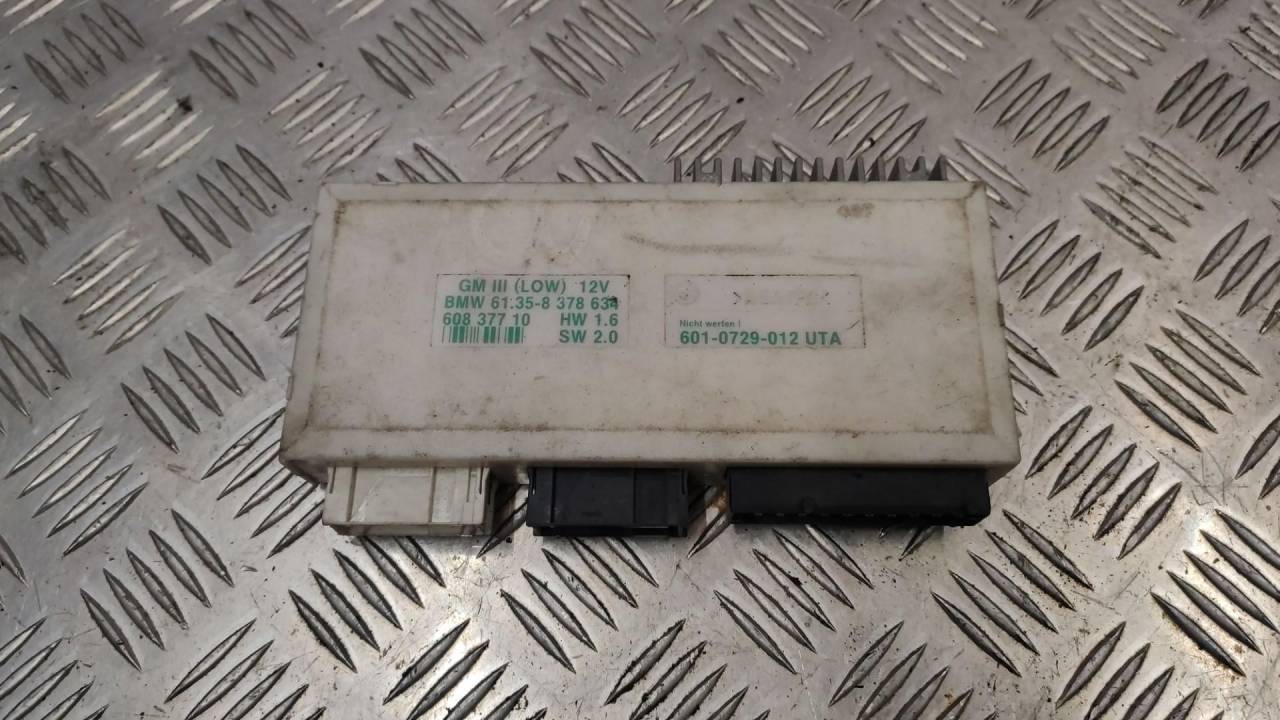 GM III (LOW) 12V
BMW 61.35-8 378 634
608 377 10 HW 1.6
SW 2.0
Nicht werfen !
601-0729-012 UTA